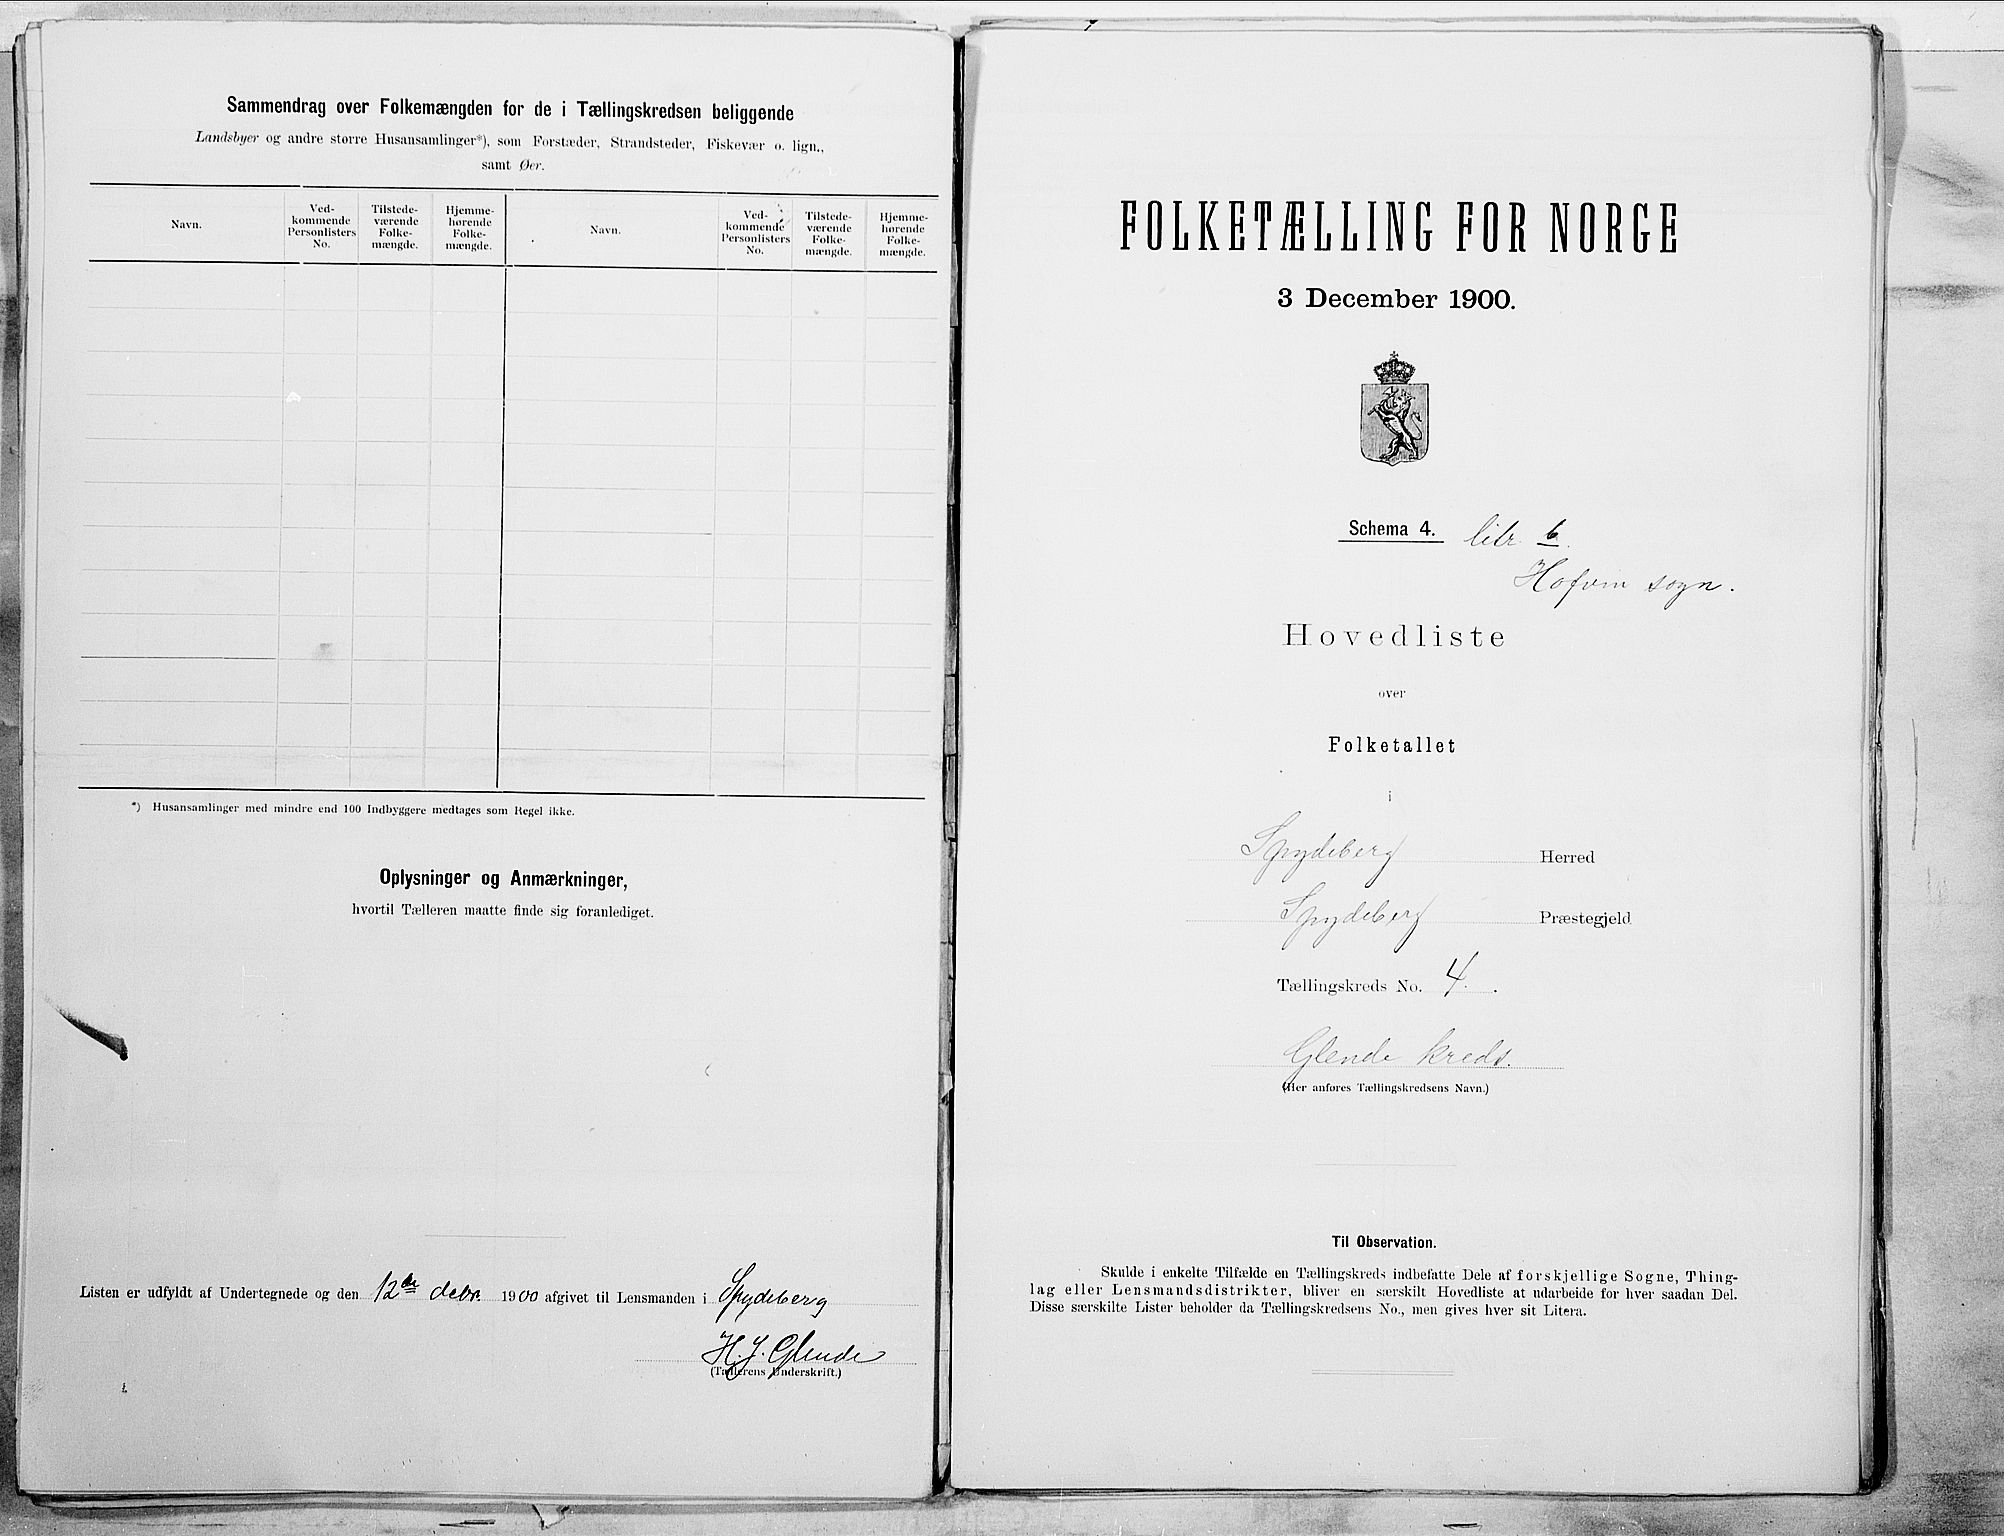 Sammendrag over Folkemængden for de i Tællingskredsen beliggende
Landsbyer og andre større Husansamlinger*), som Forstæder, Strandsteder, Fiskevær o. lign.,
samt Øer.
Navn.
Ved-
kommende
Personlisters
No.
Tilstede-
værende
Folke-
mængde.
Hjemme-
hørende
Folke-
mængde.
Navn.
Ved-
kommende
Personlisters
No.
Tilstede-
værende
Folke-
mængde.
Hjemme-
hørende
Folke-
mængde.
*) Husansamlinger med mindre end 100 Indbyggere medtages som Regel ikke.
Oplysninger og Anmærkninger,
hvortil Tælleren maatte finde sig foranlediget.
Listen er udfyldt af Undertegnede og den 12te debr. 1900 afgivet til Lensmanden i Spydeberg
H. J. Glende
(Tællerens Underskrift.)
FOLKETÆLLING FOR NORGE
3 December 1900.
Schema 4. litr. b.
Hofvin sogn.
Hovedliste
over
Folketallet
i
Spydeberg Herred
Spydeberg Præstegjeld
Tællingskreds No. 4.
Glende kreds.
(Her anføres Tællingskredsens Navn.)
Til Observation.
Skulde i enkelte Tilfælde en Tællingskreds indbefatte Dele af forskjellige Sogne, Thing-
lag eller Lensmandsdistrikter, bliver en særskilt Hovedliste at udarbeide for hver saadan Del.
Disse særskilte Lister beholder da Tællingskredsens No., men gives hver sit Litera.